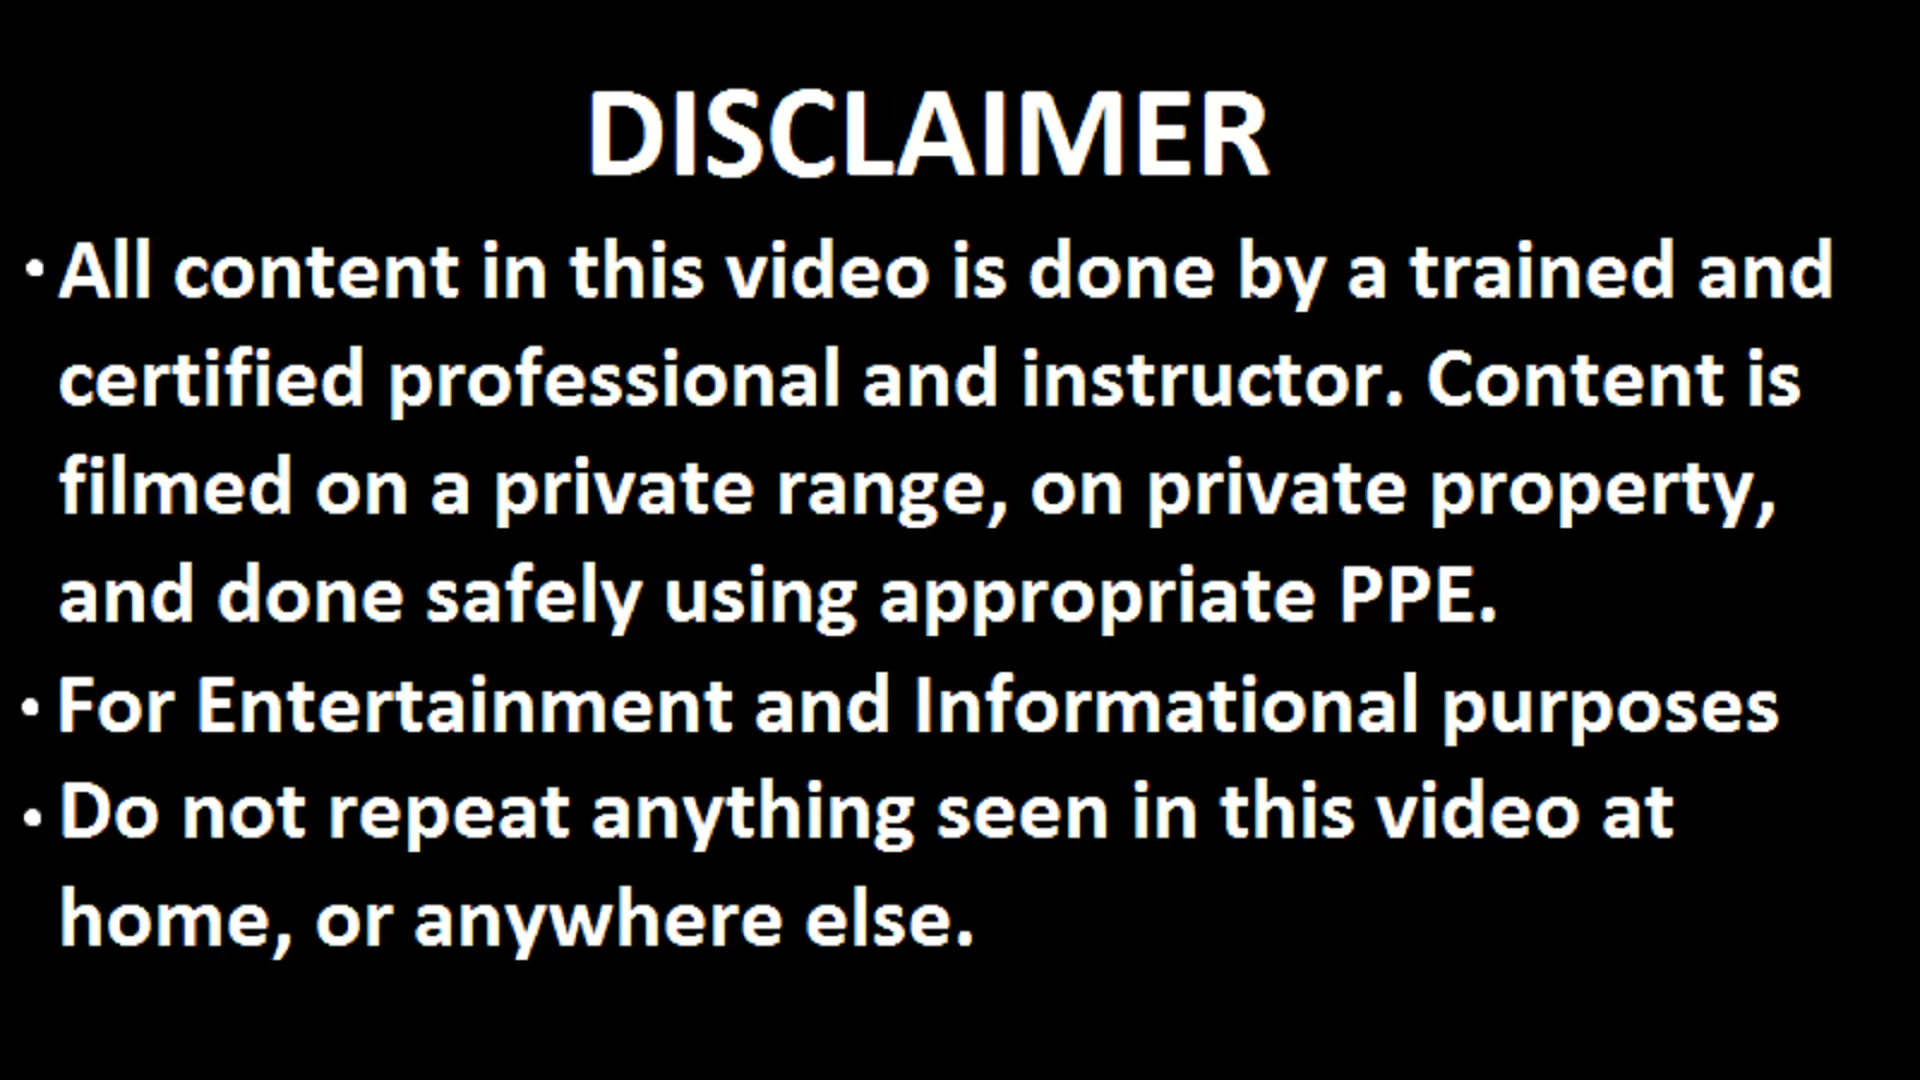 DISCLAIMER
• All content in this video is done by a trained and
certified professional and instructor. Content is
filmed on a private range, on private property,
and done safely using appropriate PPE.
• For Entertainment and Informational purposes
• Do not repeat anything seen in this video at
home, or anywhere else.